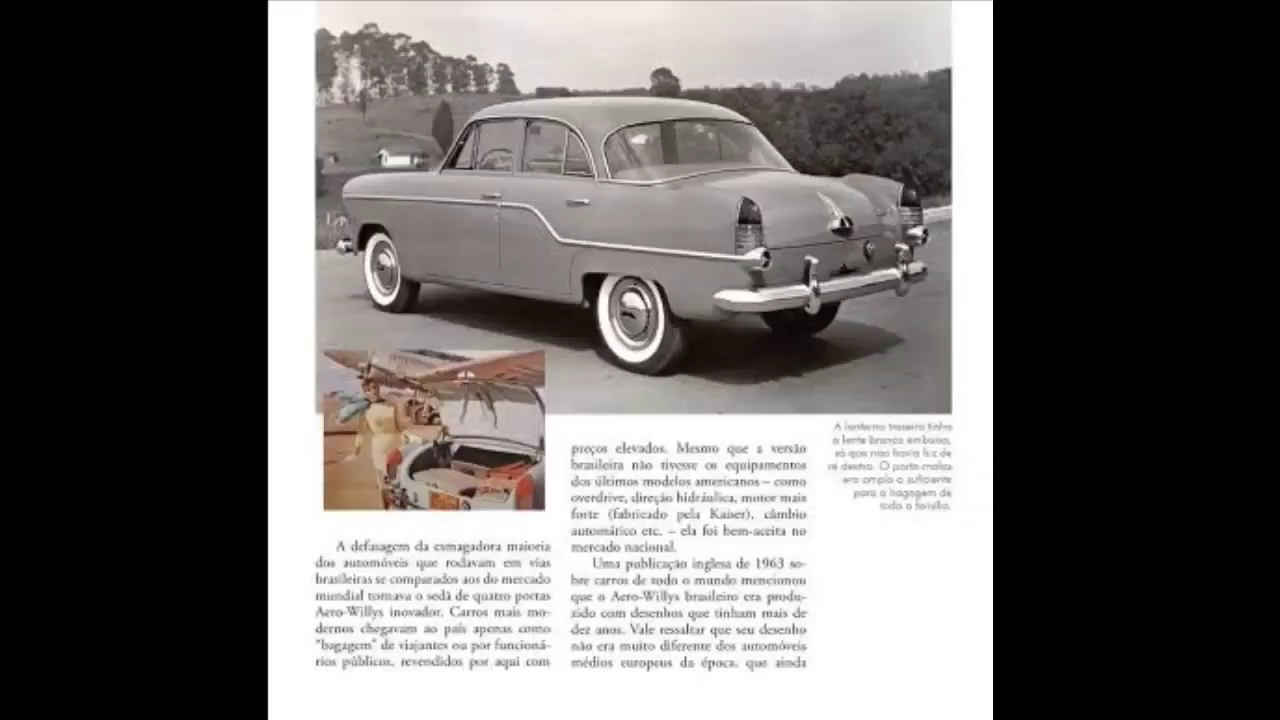 A defasagem da esmagadora maioria
dos automóveis que rodavam em vias
brasileiras se comparados aos do mercado
mundial tornava o sedã de quatro portas
Aero-Willys inovador. Carros mais mo-
dernos chegavam ao país apenas como
"bagagem" de viajantes ou por funcioná-
rios públicos, revendidos por aqui com
preços elevados. Mesmo que a versão
brasileira não tivesse os equipamentos
dos últimos modelos americanos – como
overdrive, direção hidráulica, motor mais
forte (fabricado pela Kaiser), câmbio
automático etc. – ela foi bem-aceita no
mercado nacional.
Uma publicação inglesa de 1963 so-
bre carros de todo o mundo mencionou
que o Aero-Willys brasileiro era produ-
zido com desenhos que tinham mais de
dez anos. Vale ressaltar que seu desenho
não era muito diferente dos automóveis
médios europeus da época, que ainda
A lanterna traseira tinha
a lente branca embaixo,
só que não havia luz de
ré dentro. O porta-malas
era amplo o suficiente
para a bagagem de
toda a família.